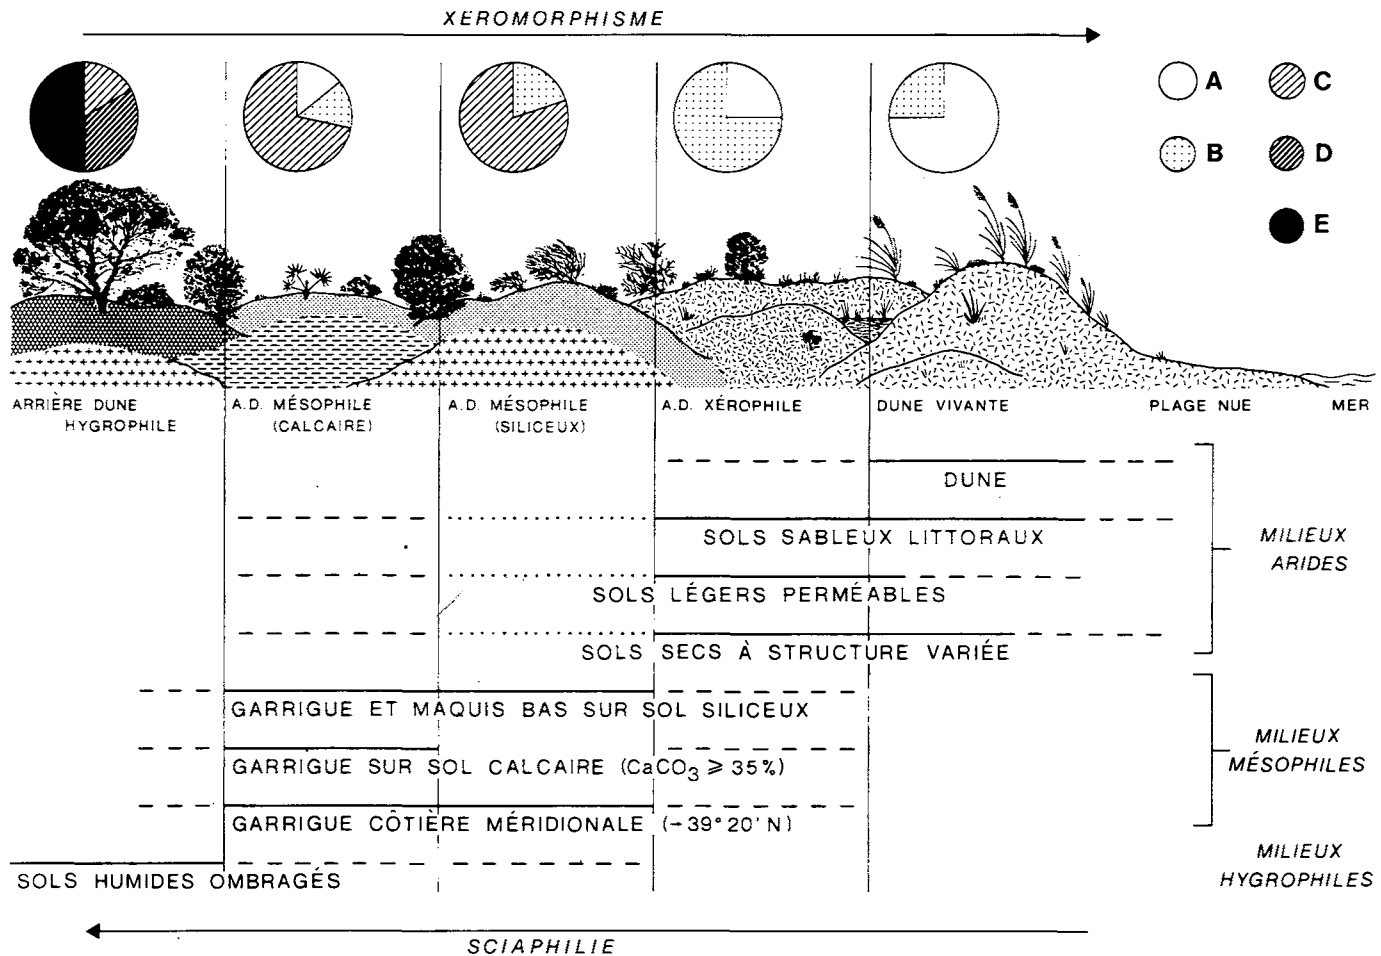 XÉROMORPHISME
A C
B D
E
ARRIÈRE DUNE
HYGROPHILE
A.D. MÉSOPHILE
(CALCAIRE)
A.D. MÉSOPHILE
(SILICEUX)
A.D. XÉROPHILE
DUNE VIVANTE
PLAGE NUE
MER
DUNE
SOLS SABLEUX LITTORAUX
SOLS LÉGERS PERMÉABLES
SOLS SECS À STRUCTURE VARIÉE
MILIEUX
ARIDES
GARRIGUE ET MAQUIS BAS SUR SOL SILICEUX
GARRIGUE SUR SOL CALCAIRE (CaCO3 ⩾ 35%)
GARRIGUE CÔTIÈRE MÉRIDIONALE (-39°20'N)
MILIEUX
MÉSOPHILES
SOLS HUMIDES OMBRAGÉS
MILIEUX
HYGROPHILES
SCIAPHILIE